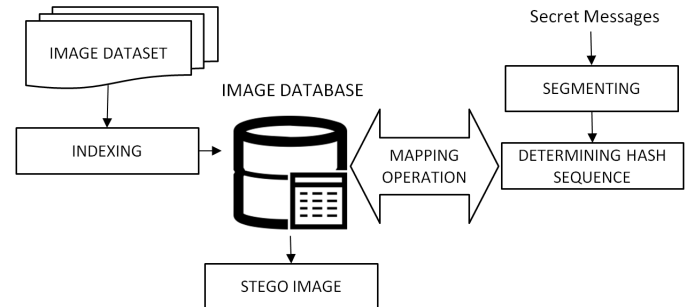 Secret Messages
IMAGE DATASET
SEGMENTING
IMAGE DATABASE
INDEXING
MAPPING
OPERATION
DETERMINING HASH
SEQUENCE
STEGO IMAGE